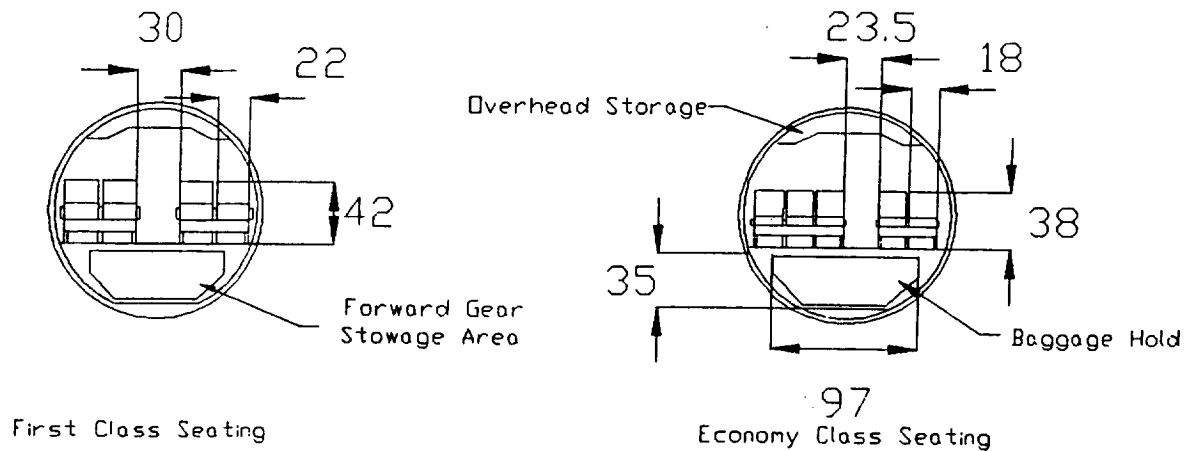 30
22
42
Forward Gear
Stowage Area
First Class Seating
23.5
18
Overhead Storage
38
35
Baggage Hold
97
Economy Class Seating